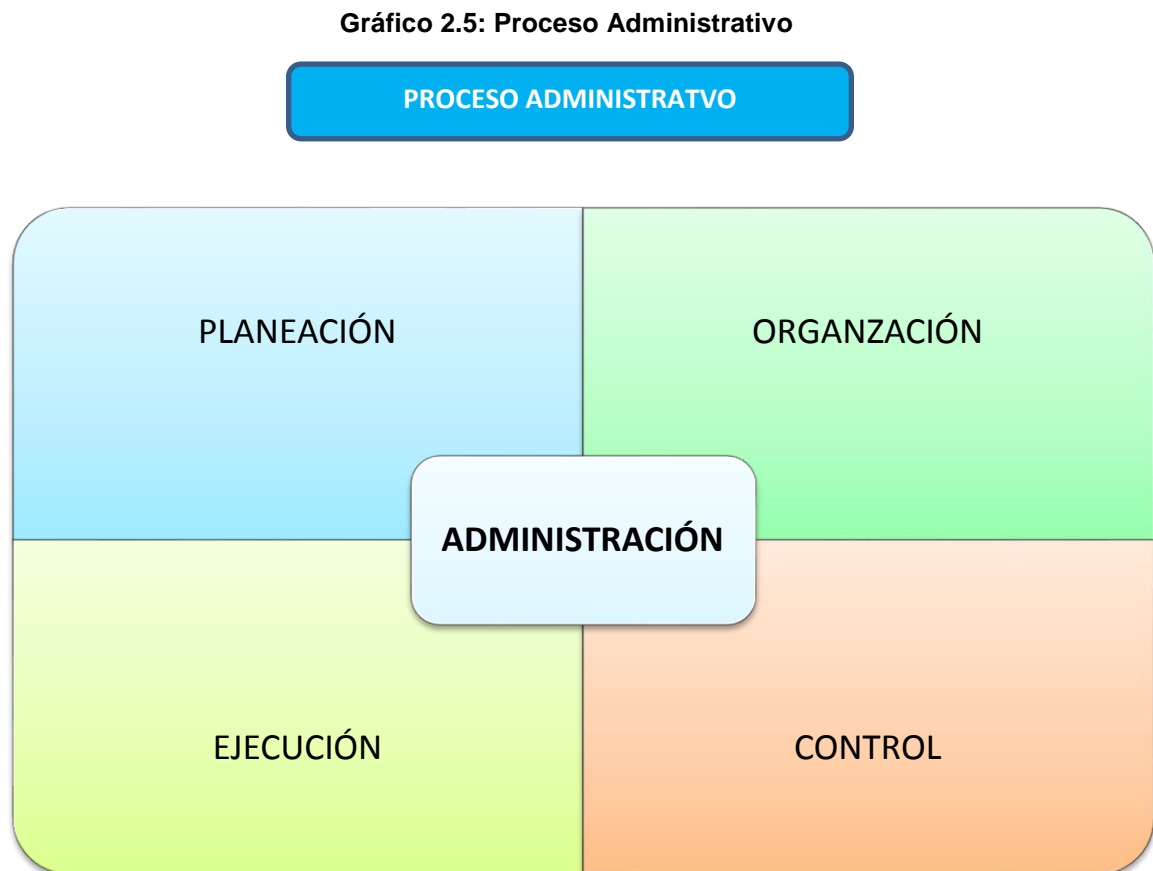 Gráfico 2.5: Proceso Administrativo
PROCESO ADMINISTRATVO
PLANEACIÓN
ORGANZACIÓN
ADMINISTRACIÓN
EJECUCIÓN
CONTROL